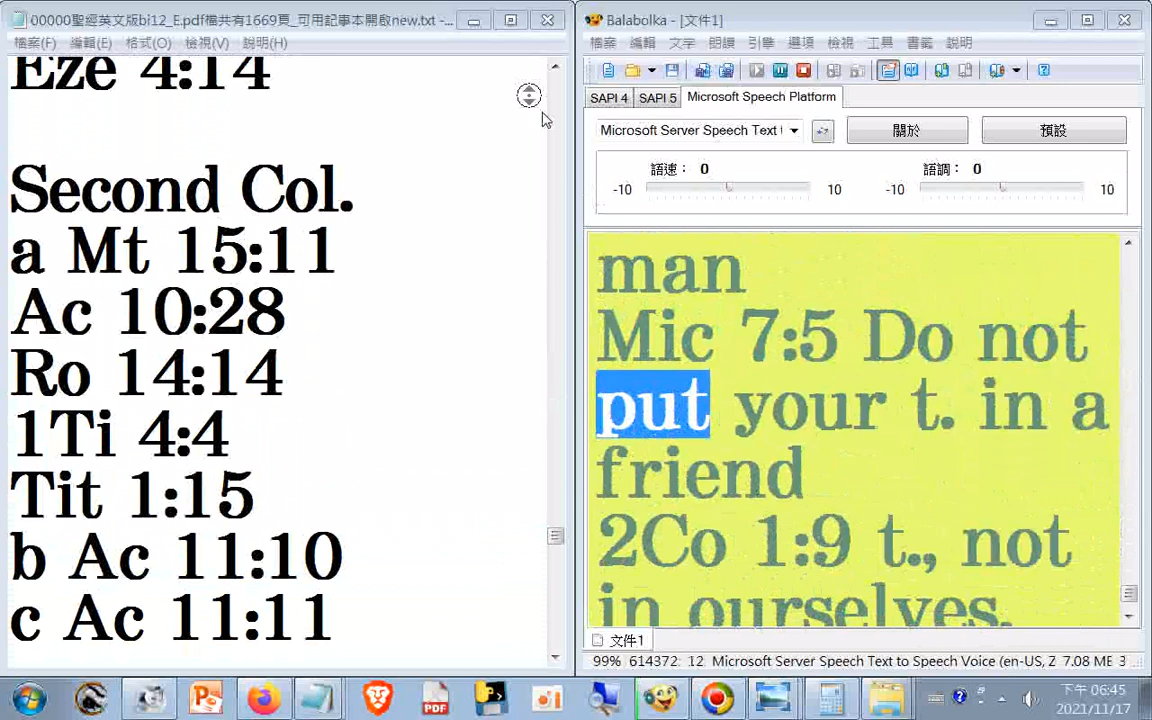 00000聖經英文版bi12_E.pdf檔共有1669頁_可用記事本開啟new.txt -...
檔案(F) 編輯(E) 格式(O) 檢視(V) 說明(H)
Eze 4:14
Second Col.
a Mt 15:11
Ac 10:28
Ro 14:14
1Ti 4:4
Tit 1:15
b Ac 11:10
c Ac 11:11
Balabolka - [文件1]
檔案 編輯 文字 朗讀 引擎 選項 檢視 工具 書籤 說明
SAPI 4 SAPI 5 Microsoft Speech Platform
Microsoft Server Speech Text
關於 預設
語速： 0 語調： 0
-10 10 -10 10
man
Mic 7:5 Do not
put your t. in a
friend
2Co 1:9 t., not
in ourselves.
文件1
99% 614372: 12 Microsoft Server Speech Text to Speech Voice (en-US, Z 7.08 ME 3
PDF
下午 06:45
2021/11/17